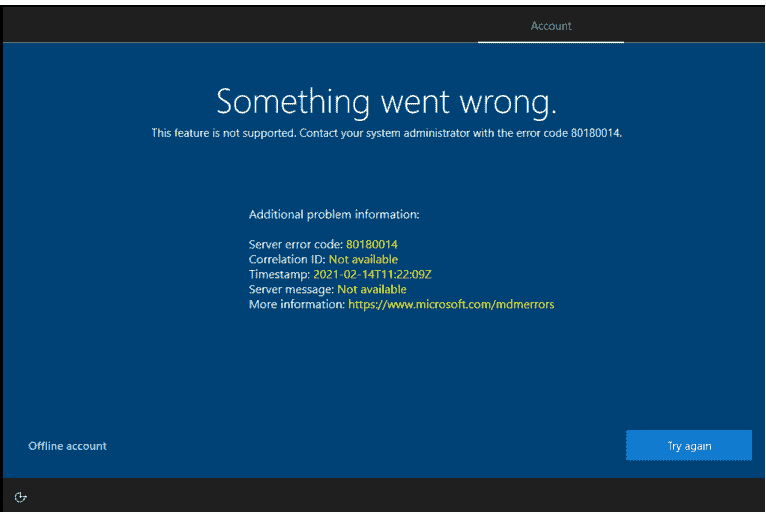 Account
Something went wrong.
This feature is not supported. Contact your system administrator with the error code 80180014.
Additional problem information:
Server error code: 80180014
Correlation ID: Not available
Timestamp: 2021-02-14T11:22:09Z
Server message: Not available
More information: https://www.microsoft.com/mdmerrors
Offline account
Try again